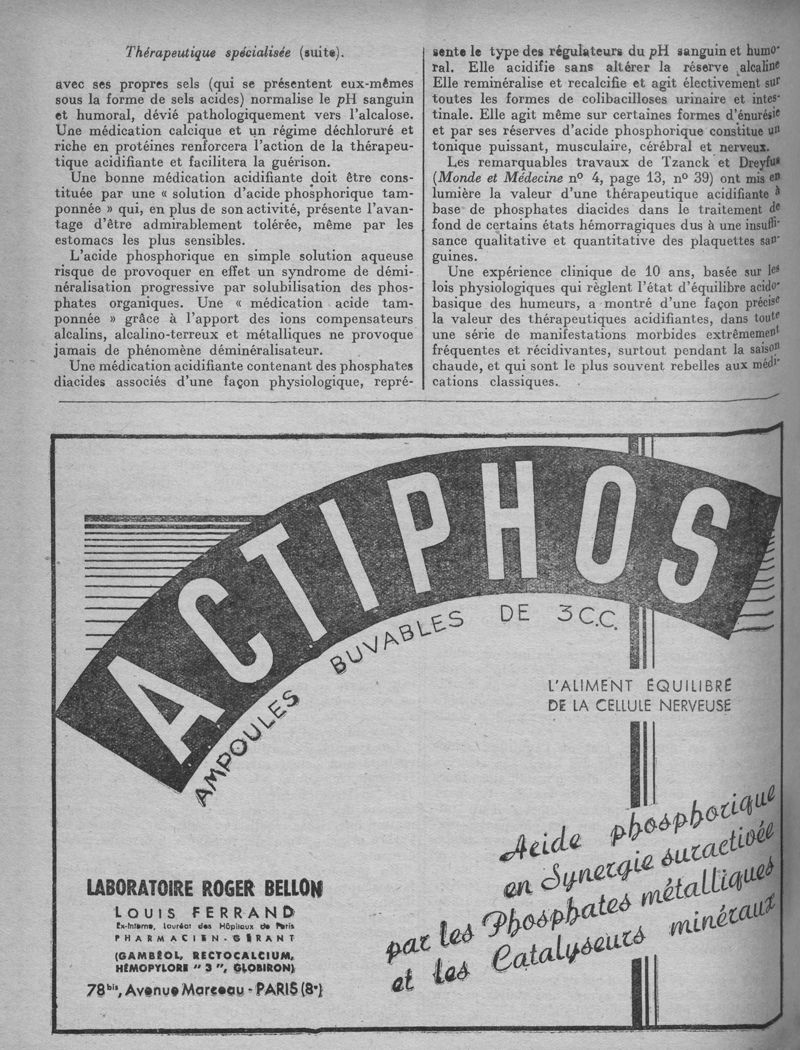 Thérapeutique spécialisée (suite).
avec ses propres sels (qui se présentent eux-mêmes
sous la forme de sels acides) normalise le pH sanguin
et humoral, dévié pathologiquement vers l'alcalose.
Une médication calcique et un régime déchloruré et
riche en protéines renforcera l'action de la thérapeu-
tique acidifiante et facilitera la guérison.
Une bonne médication acidifiante doit être cons-
tituée par une « solution d'acide phosphorique tam-
ponnée » qui, en plus de son activité, présente l'avan-
tage d'être admirablement tolérée, même par les
estomacs les plus sensibles.
L'acide phosphorique en simple solution aqueuse
risque de provoquer en effet un syndrome de démi-
néralisation progressive par solubilisation des phos-
phates organiques. Une « médication acide tam-
ponnée » grâce à l'apport des ions compensateurs
alcalins, alcalino-terreux et métalliques ne provoque
jamais de phénomène déminéralisateur.
Une médication acidifiante contenant des phosphates
diacides associés d'une façon physiologique, repré-
sente le type des régulateurs du pH sanguin et humo-
ral. Elle acidifie sans altérer la réserve alcaline
Elle reminéralise et recalcifie et agit électivement sur
toutes les formes de colibacilloses urinaire et intes-
tinale. Elle agit même sur certaines formes d'énurésie
et par ses réserves d'acide phosphorique constitue un
tonique puissant, musculaire, cérébral et nerveux.
Les remarquables travaux de Tzanck et Dreyfus
(Monde et Médecine nº 4, page 13, nº 39) ont mis en
lumière la valeur d'une thérapeutique acidifiante à
base de phosphates diacides dans le traitement de
fond de certains états hémorragiques dus à une insuffi-
sance qualitative et quantitative des plaquettes san-
guines.
Une expérience clinique de 10 ans, basée sur les
lois physiologiques qui règlent l'état d'équilibre acido-
basique des humeurs, a montré d'une façon précise
la valeur des thérapeutiques acidifiantes, dans toute
une série de manifestations morbides extrêmement
fréquentes et récidivantes, surtout pendant la saison
chaude, et qui sont le plus souvent rebelles aux médi-
cations classiques.
ACTIPHOS
AMPOULES BUVABLES DE 3 C.C.
L'ALIMENT ÉQUILIBRÉ
DE LA CELLULE NERVEUSE
Acide phosphorique
en Synergie suractivée
par les Phosphates métalliques
et les Catalyseurs minéraux
LABORATOIRE ROGER BELLON
LOUIS FERRAND
Ex-Interne, Lauréat des Hôpitaux de Paris
PHARMACIEN-GÉRANT
(GAMBÉOL, RECTOCALCIUM,
HÉMOPYLORE "3", GLOBIRON)
78bis, Avenue Marceau - PARIS (8e)